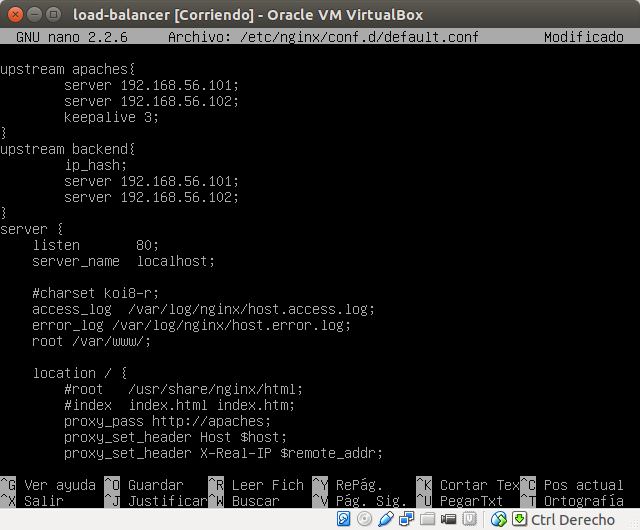 load-balancer [Corriendo] - Oracle VM VirtualBox
GNU nano 2.2.6 Archivo: /etc/nginx/conf.d/default.conf Modificado
upstream apaches{
server 192.168.56.101;
server 192.168.56.102;
keepalive 3;
}
upstream backend{
ip_hash;
server 192.168.56.101;
server 192.168.56.102;
}
server {
listen 80;
server_name localhost;
#charset koi8-r;
access_log /var/log/nginx/host.access.log;
error_log /var/log/nginx/host.error.log;
root /var/www/;
location / {
#root /usr/share/nginx/html;
#index index.html index.htm;
proxy_pass http://apaches;
proxy_set_header Host $host;
proxy_set_header X-Real-IP $remote_addr;
^G Ver ayuda ^O Guardar ^R Leer Fich ^Y RePág. ^K Cortar Tex ^C Pos actual
^X Salir ^J Justificar ^W Buscar ^V Pág. Sig. ^U PegarTxt ^T Ortografía
Ctrl Derecho